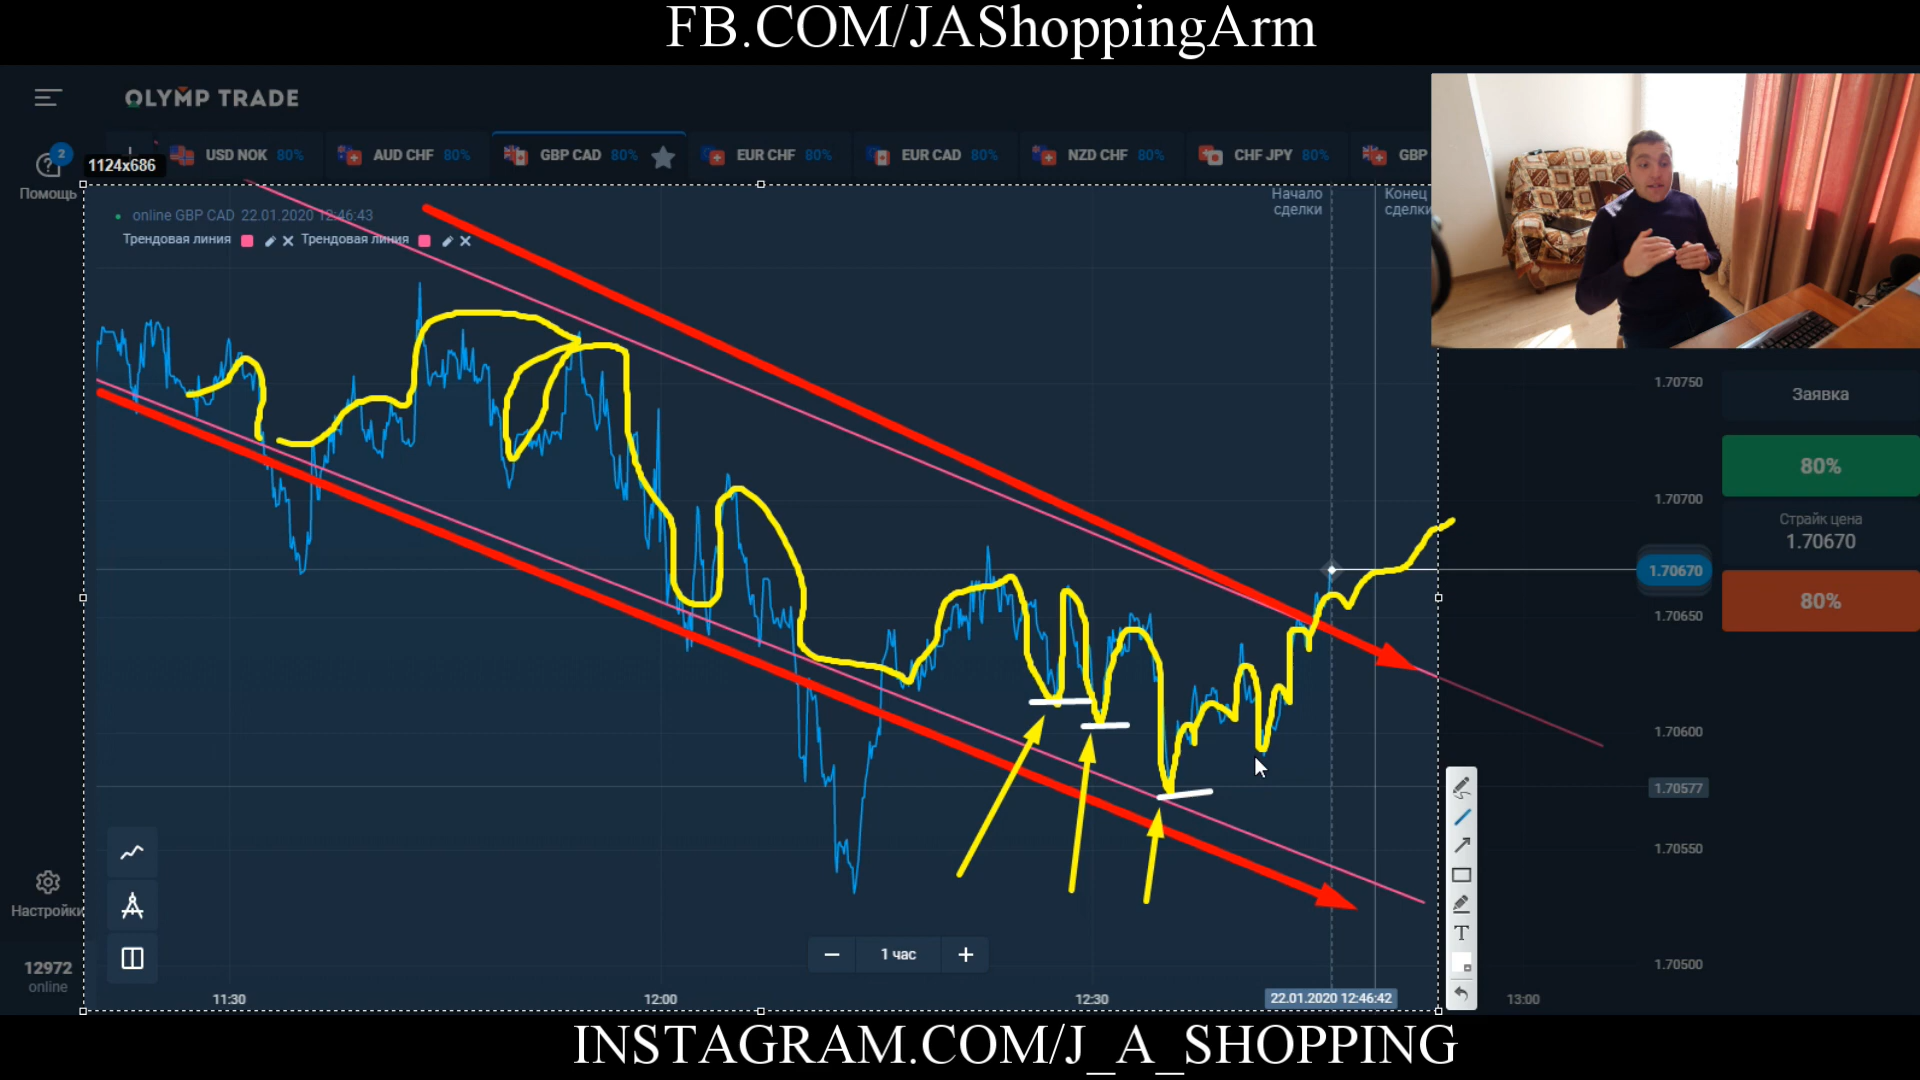 FB.COM/JAShoppingArm
OLYMP TRADE
2
Помощь
1124x686
USD NOK 80%
AUD CHF 80%
GBP CAD 80%
EUR CHF 80%
EUR CAD 80%
NZD CHF 80%
CHF JPY 80%
GBP
online GBP CAD 22.01.2020 12:46:43
Трендовая линия
Трендовая линия
Начало сделки
Конец сделки
1.70750
1.70700
1.70670
1.70650
1.70600
1.70577
1.70550
1.70500
Заявка
80%
Страйк цена
1.70670
80%
Настройки
12972
online
1 час
T
11:30
12:00
12:30
22.01.2020 12:46:42
13:00
INSTAGRAM.COM/J_A_SHOPPING